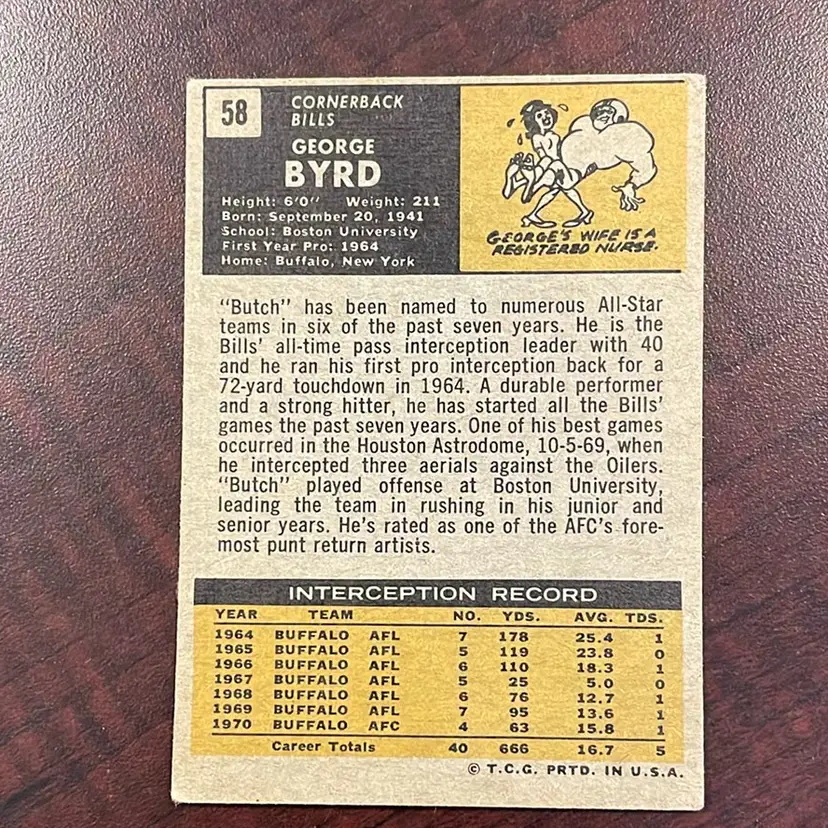 58
CORNERBACK
BILLS
GEORGE
BYRD
Height: 6'0" Weight: 211
Born: September 20, 1941
School: Boston University
First Year Pro: 1964
Home: Buffalo, New York
GEORGE'S WIFE IS A
REGISTERED NURSE.
"Butch" has been named to numerous All-Star
teams in six of the past seven years. He is the
Bills' all-time pass interception leader with 40
and he ran his first pro interception back for a
72-yard touchdown in 1964. A durable performer
and a strong hitter, he has started all the Bills'
games the past seven years. One of his best games
occurred in the Houston Astrodome, 10-5-69, when
he intercepted three aerials against the Oilers.
"Butch" played offense at Boston University,
leading the team in rushing in his junior and
senior years. He's rated as one of the AFC's fore-
most punt return artists.
INTERCEPTION RECORD
YEAR TEAM NO. YDS. AVG. TDS.
1964 BUFFALO AFL 7 178 25.4 1
1965 BUFFALO AFL 5 119 23.8 0
1966 BUFFALO AFL 6 110 18.3 1
1967 BUFFALO AFL 5 25 5.0 0
1968 BUFFALO AFL 6 76 12.7 1
1969 BUFFALO AFL 7 95 13.6 1
1970 BUFFALO AFC 4 63 15.8 1
Career Totals 40 666 16.7 5
© T.C.G. PRTD. IN U.S.A.